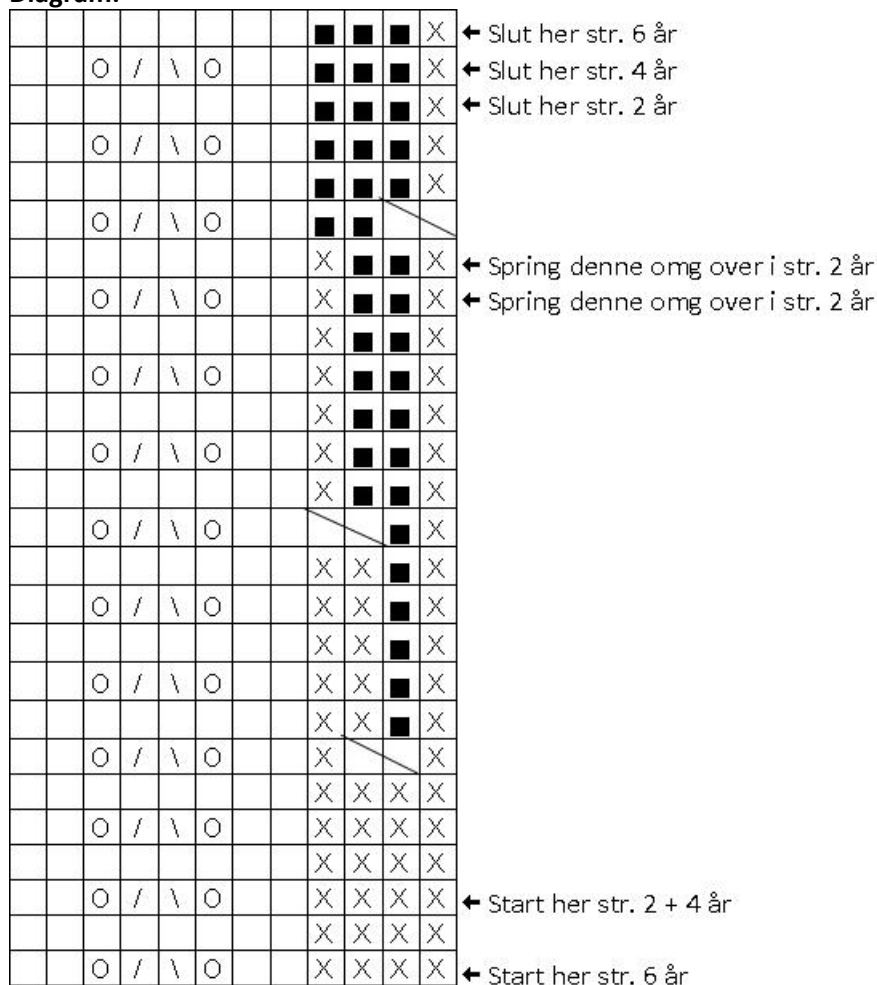 Diagram:
Slut her str. 6 år
Slut her str. 4 år
Slut her str. 2 år
Spring denne omg over i str. 2 år
Spring denne omg over i str. 2 år
Start her str. 2 + 4 år
Start her str. 6 år